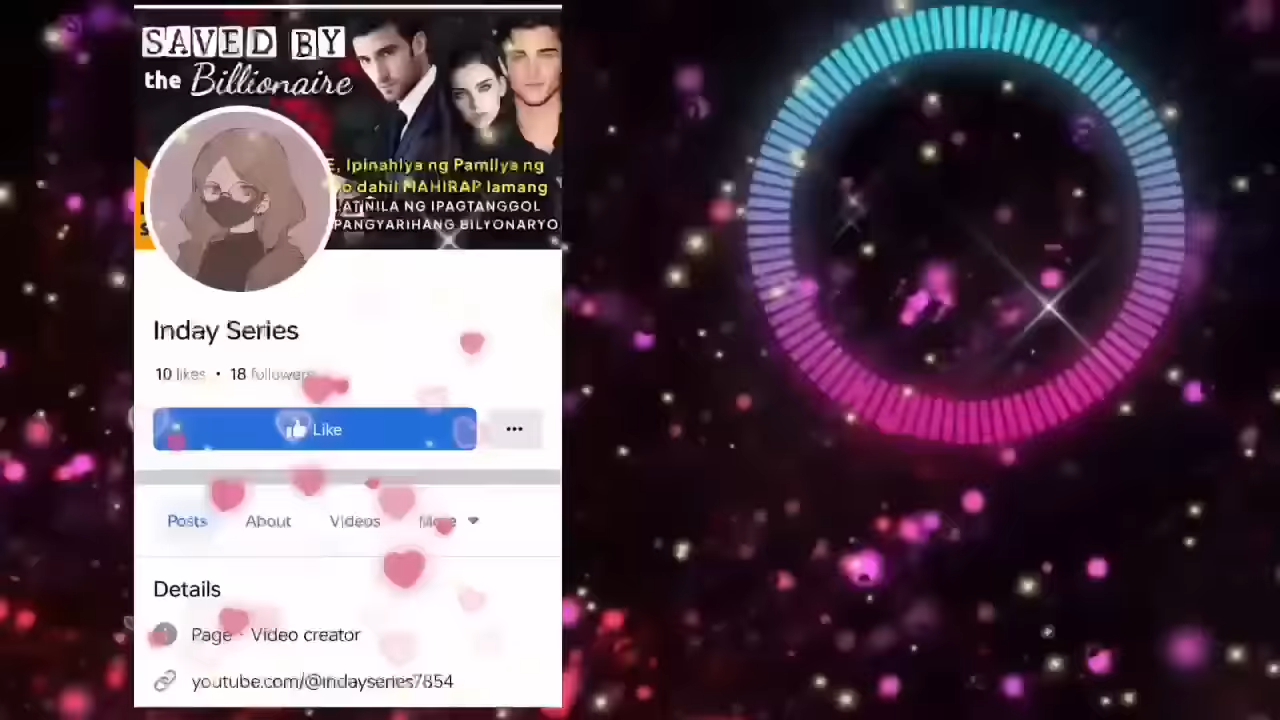 SAVED BY
the Billionaire
E, Ipinahiya ng Pamilya ng
o dahil MAHIRAP lamang
NILA NG IPAGTANGGOL
PANGYARIHANG BILYONARYO
Inday Series
10 likes • 18 followers
Like
Posts About Videos More
Details
Page · Video creator
youtube.com/@indayseries7854